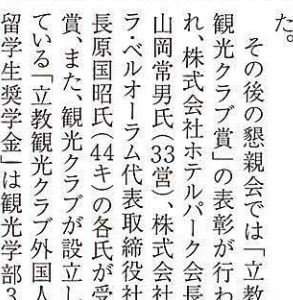 た。
その後の懇親会では「立教
観光クラブ賞」の表彰が行わ
れ、株式会社ホテルパーク会長
山岡常男氏（33営）、株式会社
ラ・ベルオーラム代表取締役社
長原国昭氏（44キ）の各氏が受
賞、また、観光クラブが設立し
ている「立教観光クラブ外国人
留学生奨学金」は観光学部3